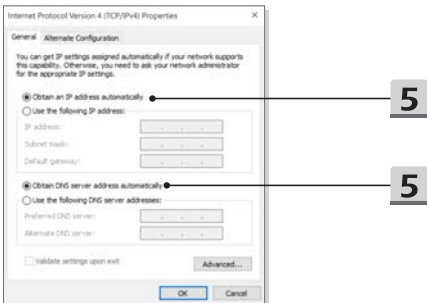 Internet Protocol Version 4 (TCP/IPv4) Properties
General Alternate Configuration
You can get IP settings assigned automatically if your network supports
this capability. Otherwise, you need to ask your network administrator
for the appropriate IP settings.
Obtain an IP address automatically
5
Use the following IP address:
IP address:
Subnet mask:
Default gateway:
Obtain DNS server address automatically
5
Use the following DNS server addresses:
Preferred DNS server:
Alternate DNS server:
Validate settings upon exit
Advanced...
OK Cancel